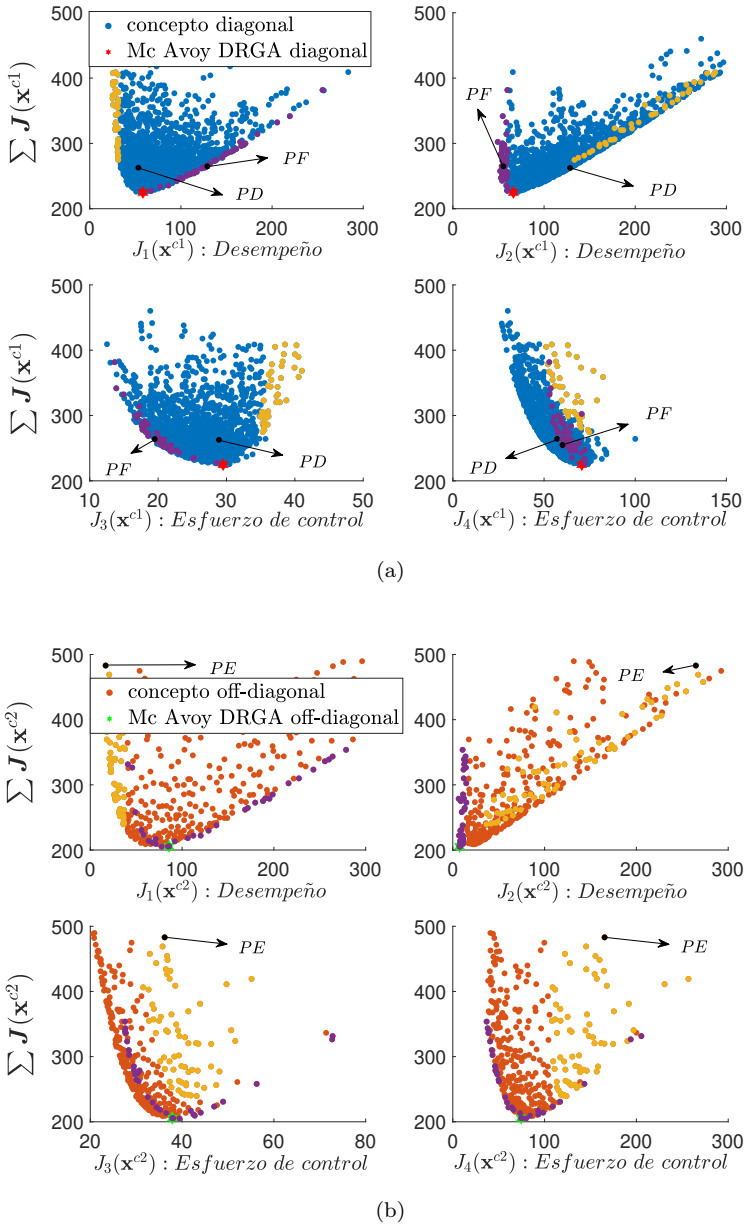 concepto diagonal
Mc Avoy DRGA diagonal
∑ J(x^{c1})
500
400
300
200
0 100 200 300
PF
PD
J_1(x^{c1}) : Desempeño
500
400
300
200
0 100 200 300
PF
PD
J_2(x^{c1}) : Desempeño
∑ J(x^{c1})
500
400
300
200
10 20 30 40 50
PF
PD
J_3(x^{c1}) : Esfuerzo de control
500
400
300
200
0 50 100 150
PF
PD
J_4(x^{c1}) : Esfuerzo de control
(a)
∑ J(x^{c2})
500
400
300
200
0 100 200 300
PE
concepto off-diagonal
Mc Avoy DRGA off-diagonal
J_1(x^{c2}) : Desempeño
500
400
300
200
0 100 200 300
PE
J_2(x^{c2}) : Desempeño
∑ J(x^{c2})
500
400
300
200
20 40 60 80
PE
J_3(x^{c2}) : Esfuerzo de control
500
400
300
200
0 100 200 300
PE
J_4(x^{c2}) : Esfuerzo de control
(b)